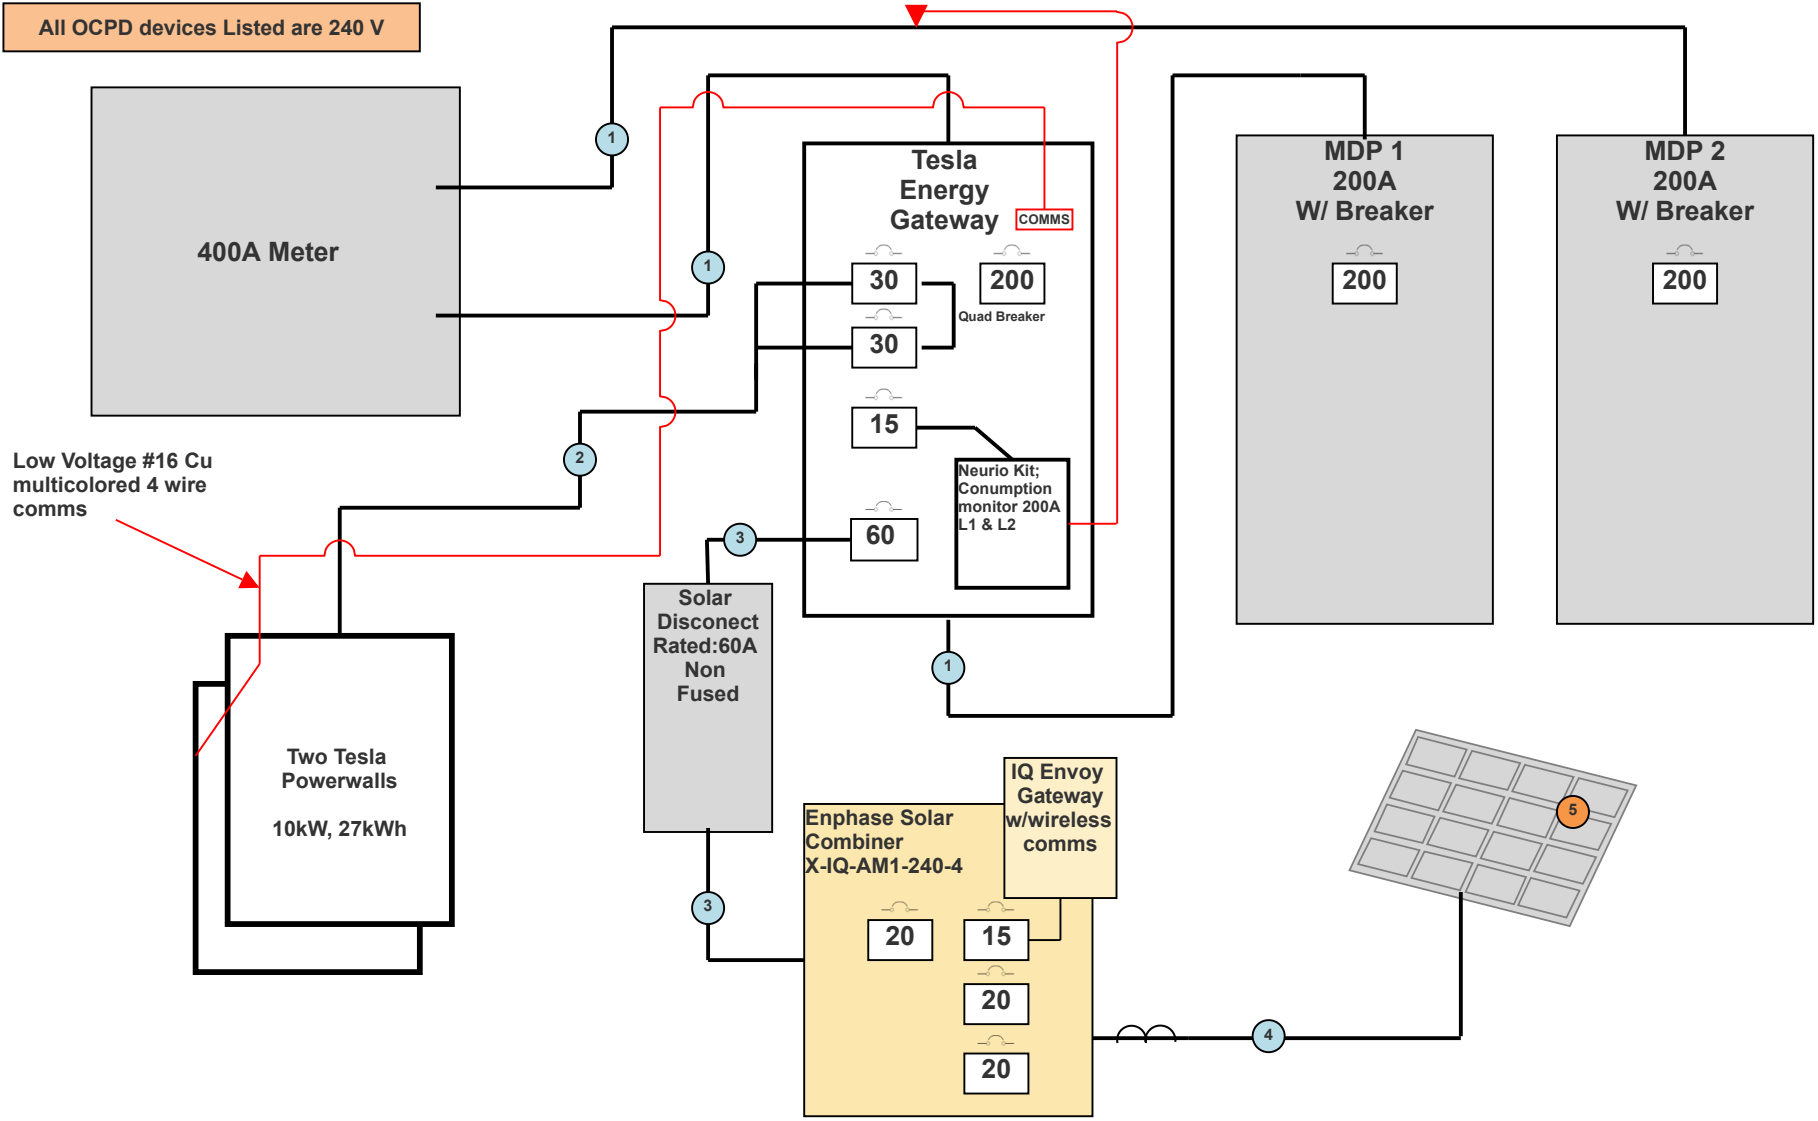 All OCPD devices Listed are 240 V
400A Meter
1
1
Tesla
Energy
Gateway
COMMS
30
200
Quad Breaker
30
15
Neurio Kit;
Conumption
monitor 200A
L1 & L2
60
MDP 1
200A
W/ Breaker
200
MDP 2
200A
W/ Breaker
200
Low Voltage #16 Cu
multicolored 4 wire
comms
2
3
Solar
Disconect
Rated:60A
Non
Fused
1
Two Tesla
Powerwalls
10kW, 27kWh
3
Enphase Solar
Combiner
X-IQ-AM1-240-4
IQ Envoy
Gateway
w/wireless
comms
20
15
20
20
4
5